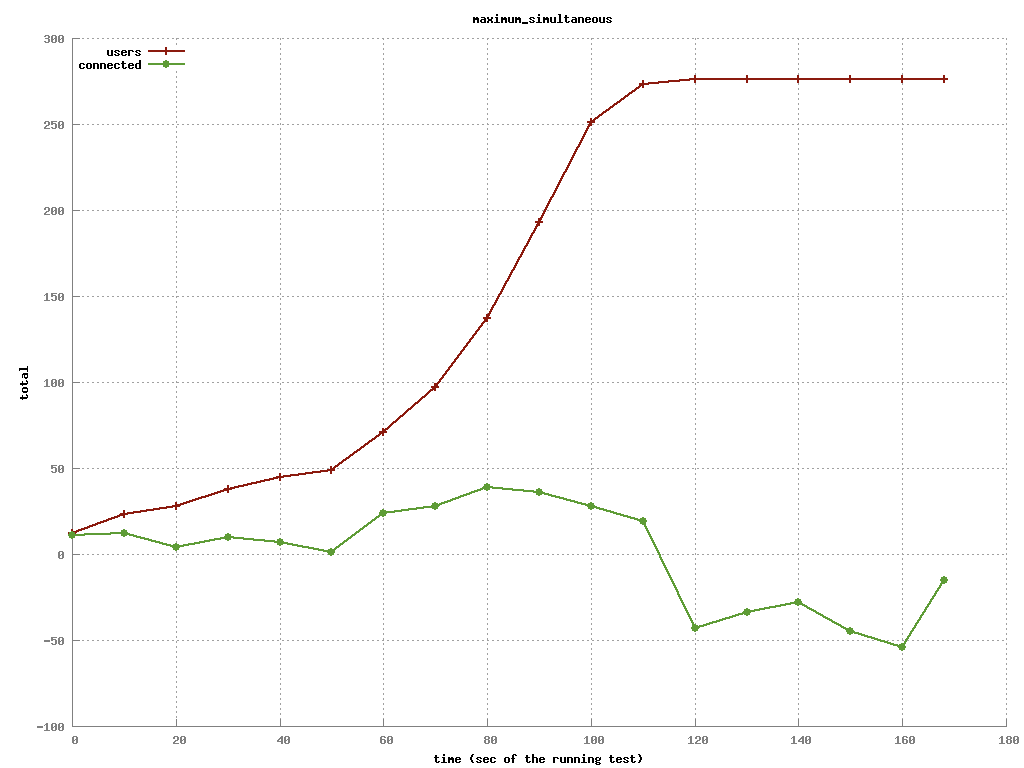 maximum_simultaneous
users
connected
300
250
200
150
100
50
0
-50
-100
total
0 20 40 60 80 100 120 140 160 180
time (sec of the running test)